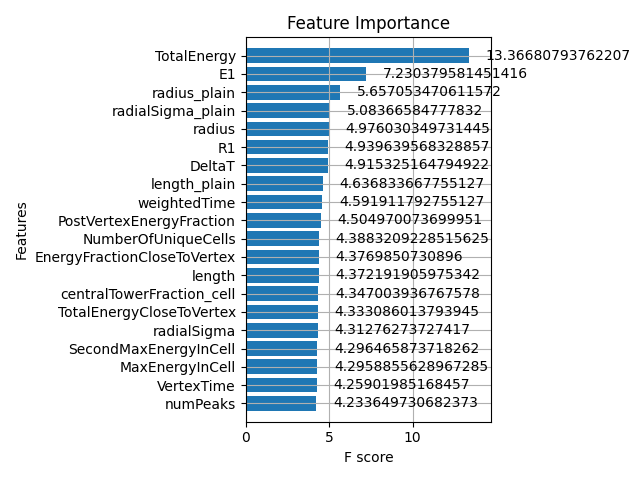 Feature Importance
TotalEnergy 13.36680793762207
E1 7.230379581451416
radius_plain 5.657053470611572
radialSigma_plain 5.08366584777832
radius 4.976030349731445
R1 4.939639568328857
DeltaT 4.915325164794922
length_plain 4.636833667755127
weightedTime 4.591911792755127
PostVertexEnergyFraction 4.504970073699951
NumberOfUniqueCells 4.3883209228515625
EnergyFractionCloseToVertex 4.3769850730896
length 4.372191905975342
centralTowerFraction_cell 4.347003936767578
TotalEnergyCloseToVertex 4.333086013793945
radialSigma 4.31276273727417
SecondMaxEnergyInCell 4.296465873718262
MaxEnergyInCell 4.2958855628967285
VertexTime 4.25901985168457
numPeaks 4.233649730682373
0 5 10
F score
Features